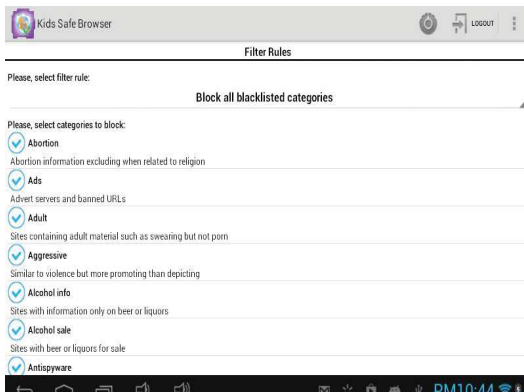 Kids Safe Browser
LOGOUT
Filter Rules
Please, select filter rule:
Block all blacklisted categories
Please, select categories to block:
Abortion
Abortion information excluding when related to religion
Ads
Advert servers and banned URLs
Adult
Sites containing adult material such as swearing but not porn
Aggressive
Similar to violence but more promoting than depicting
Alcohol info
Sites with information only on beer or liquors
Alcohol sale
Sites with beer or liquors for sale
Antispyware
PM10:44